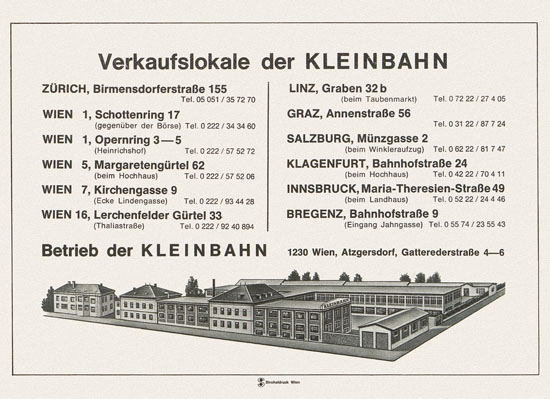 Verkaufslokale der KLEINBAHN
ZÜRICH, Birmensdorferstraße 155
Tel. 05 051 / 35 72 70
WIEN 1, Schottenring 17
(gegenüber der Börse) Tel. 0 222 / 34 34 60
WIEN 1, Opernring 3—5
(Heinrichshof) Tel. 0 222 / 57 52 72
WIEN 5, Margaretengürtel 62
(beim Hochhaus) Tel. 0 222 / 57 52 06
WIEN 7, Kirchengasse 9
(Ecke Lindengasse) Tel. 0 222 / 93 44 28
WIEN 16, Lerchenfelder Gürtel 33
(Thaliastraße) Tel. 0 222 / 92 40 894
LINZ, Graben 32 b
(beim Taubenmarkt) Tel. 0 72 22 / 27 4 05
GRAZ, Annenstraße 56
Tel. 0 31 22 / 87 7 24
SALZBURG, Münzgasse 2
(beim Winkleraufzug) Tel. 0 62 22 / 81 7 47
KLAGENFURT, Bahnhofstraße 24
(beim Hochhaus) Tel. 0 42 22 / 70 4 11
INNSBRUCK, Maria-Theresien-Straße 49
(beim Landhaus) Tel. 0 52 22 / 24 4 46
BREGENZ, Bahnhofstraße 9
(Eingang Jahngasse) Tel. 0 55 74 / 23 55 43
Betrieb der KLEINBAHN 1230 Wien, Atzgersdorf, Gatterederstraße 4—6
KLEINBAHN
Elbemühldruck Wien